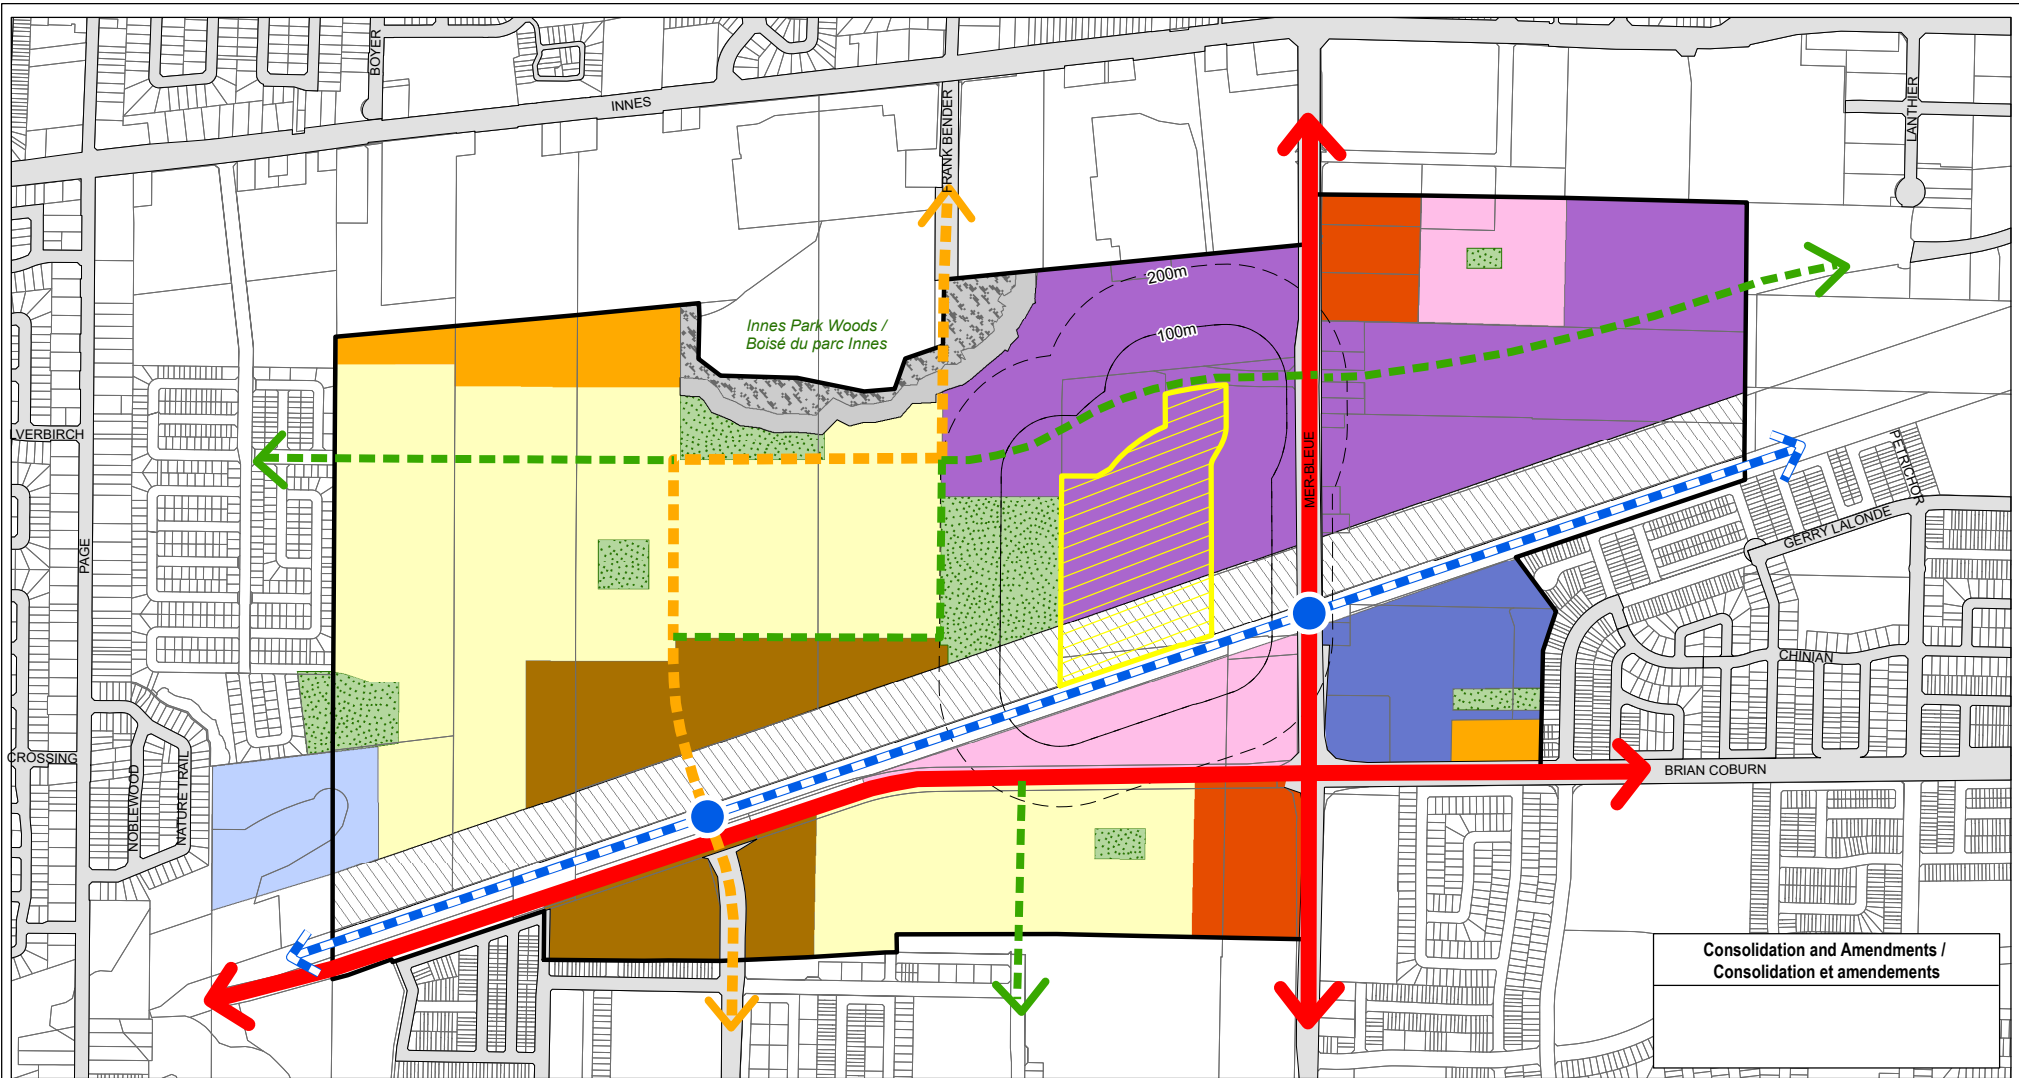 BOYER
INNES
FRANK BENDER
LANTHIER
200m
100m
Innes Park Woods /
Boisé du parc Innes
LVERBIRCH
MER-BLEUE
PETRICHOR
GERRY LALONDE
PAGE
CHINIAN
CROSSING
NOBLEWOOD
NATURE TRAIL
BRIAN COBURN
Consolidation and Amendments /
Consolidation et amendements